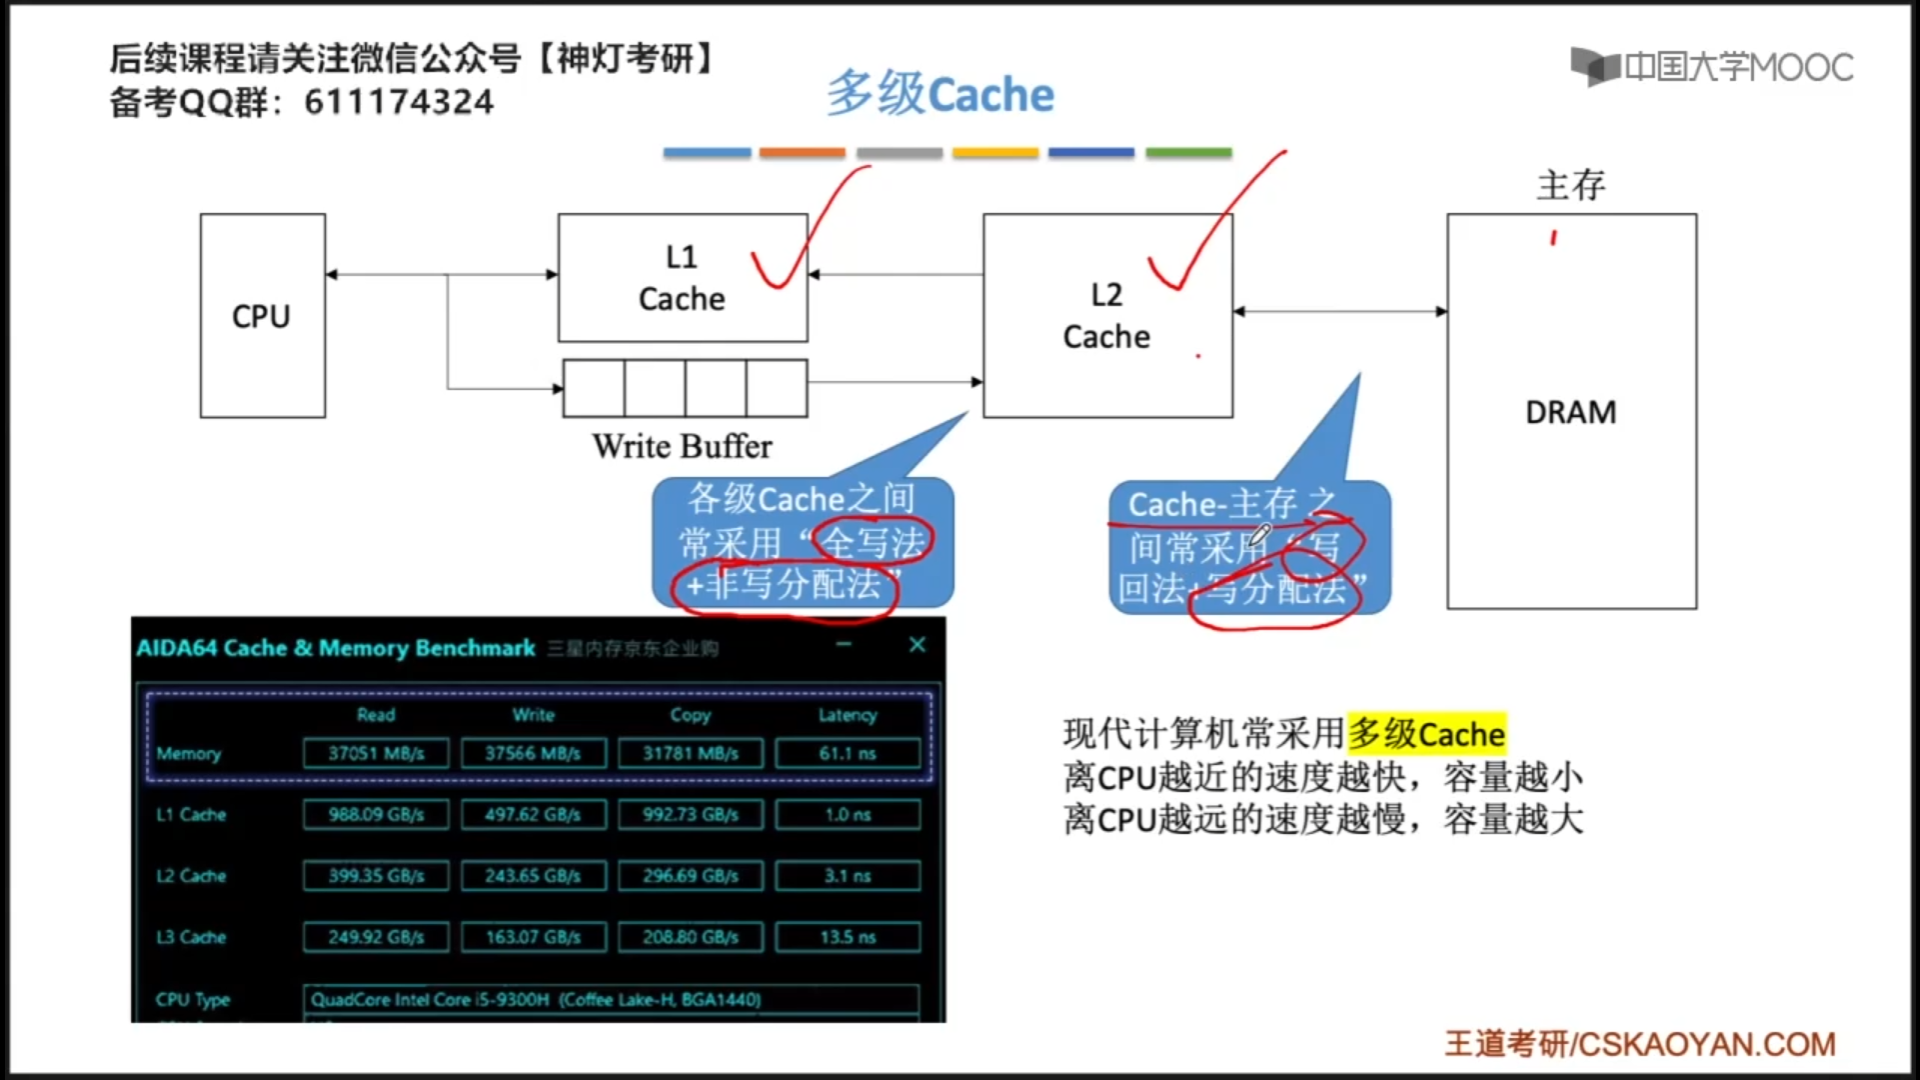 后续课程请关注微信公众号【神灯考研】
备考QQ群：611174324
中国大学MOOC
多级Cache
主存
CPU
L1
Cache
L2
Cache
DRAM
Write Buffer
各级Cache之间
常采用“全写法
+非写分配法”
Cache-主存 之
间常采用“写
回法+写分配法”
AIDA64 Cache & Memory Benchmark 三星内存京东企业购
Read Write Copy Latency
Memory 37051 MB/s 37566 MB/s 31781 MB/s 61.1 ns
L1 Cache 988.09 GB/s 497.62 GB/s 992.73 GB/s 1.0 ns
L2 Cache 399.35 GB/s 243.65 GB/s 296.69 GB/s 3.1 ns
L3 Cache 249.92 GB/s 163.07 GB/s 208.80 GB/s 13.5 ns
CPU Type QuadCore Intel Core i5-9300H (Coffee Lake-H, BGA1440)
现代计算机常采用多级Cache
离CPU越近的速度越快，容量越小
离CPU越远的速度越慢，容量越大
王道考研/CSKAOYAN.COM